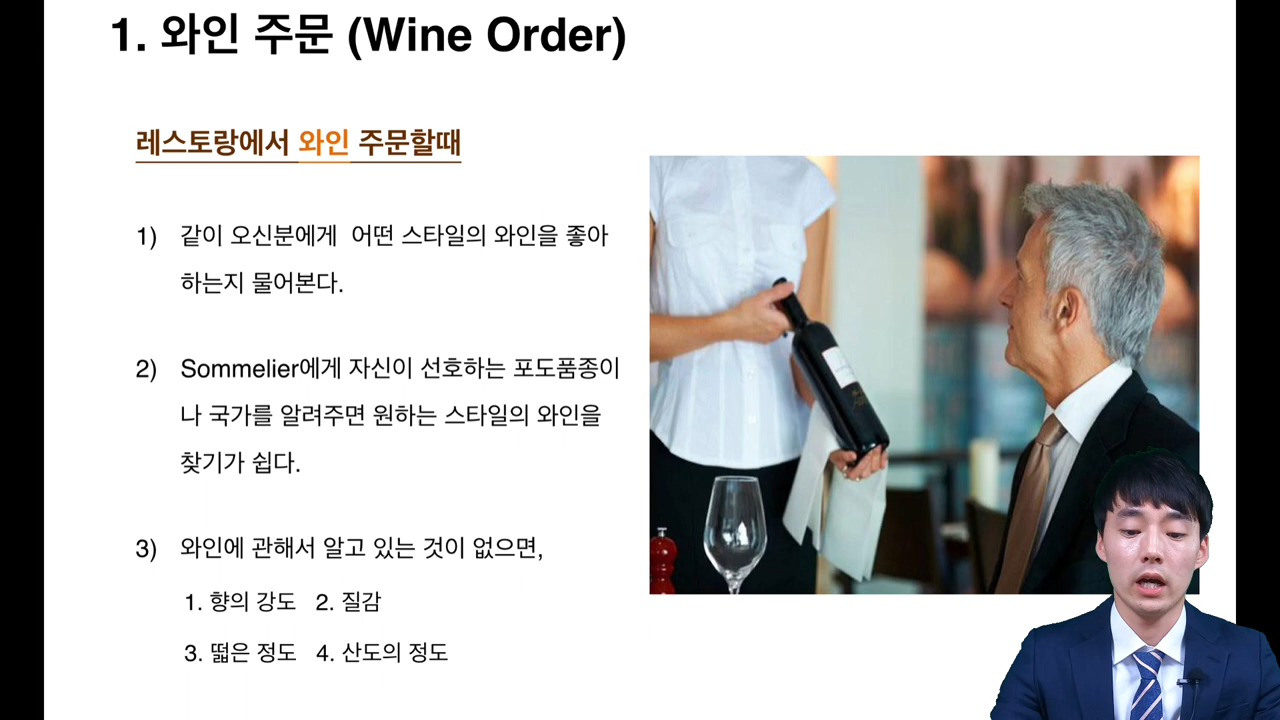 1. 와인 주문 (Wine Order)
레스토랑에서 와인 주문할때
1) 같이 오신분에게 어떤 스타일의 와인을 좋아
하는지 물어본다.
2) Sommelier에게 자신이 선호하는 포도품종이
나 국가를 알려주면 원하는 스타일의 와인을
찾기가 쉽다.
3) 와인에 관해서 알고 있는 것이 없으면,
1. 향의 강도 2. 질감
3. 떫은 정도 4. 산도의 정도